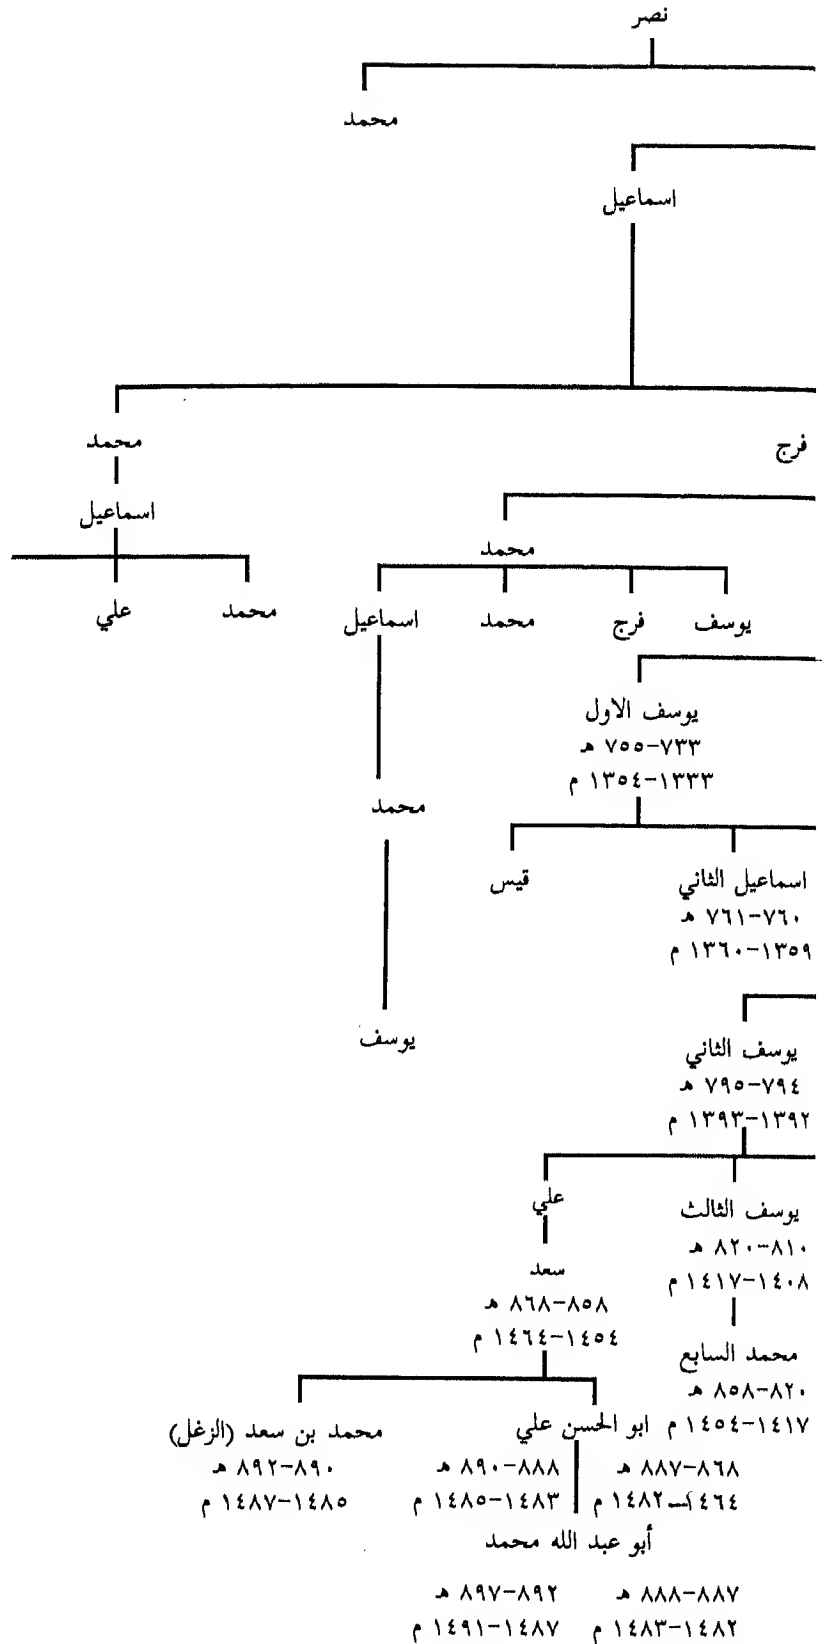 نصر
محمد
اسماعيل
محمد
فرج
اسماعيل
محمد
علي
محمد
اسماعيل
محمد
فرج
يوسف
يوسف الاول
٧٣٣-٧٥٥ هـ
١٣٣٣-١٣٥٤ م
محمد
قيس
اسماعيل الثاني
٧٦٠-٧٦١ هـ
١٣٥٩-١٣٦٠ م
يوسف
يوسف الثاني
٧٩٤-٧٩٥ هـ
١٣٩٢-١٣٩٣ م
علي
يوسف الثالث
٨١٠-٨٢٠ هـ
١٤٠٨-١٤١٧ م
سعد
٨٥٨-٨٦٨ هـ
١٤٥٤-١٤٦٤ م
محمد السابع
٨٢٠-٨٥٨ هـ
١٤١٧-١٤٥٤ م
ابو الحسن علي
محمد بن سعد (الزغل)
٨٦٨-٨٨٧ هـ
٨٨٨-٨٩٠ هـ
٨٩٠-٨٩٢ هـ
١٤٦٤-١٤٨٢ م
١٤٨٣-١٤٨٥ م
١٤٨٥-١٤٨٧ م
أبو عبد الله محمد
٨٨٧-٨٨٨ هـ
٨٩٢-٨٩٧ هـ
١٤٨٢-١٤٨٣ م
١٤٨٧-١٤٩١ م